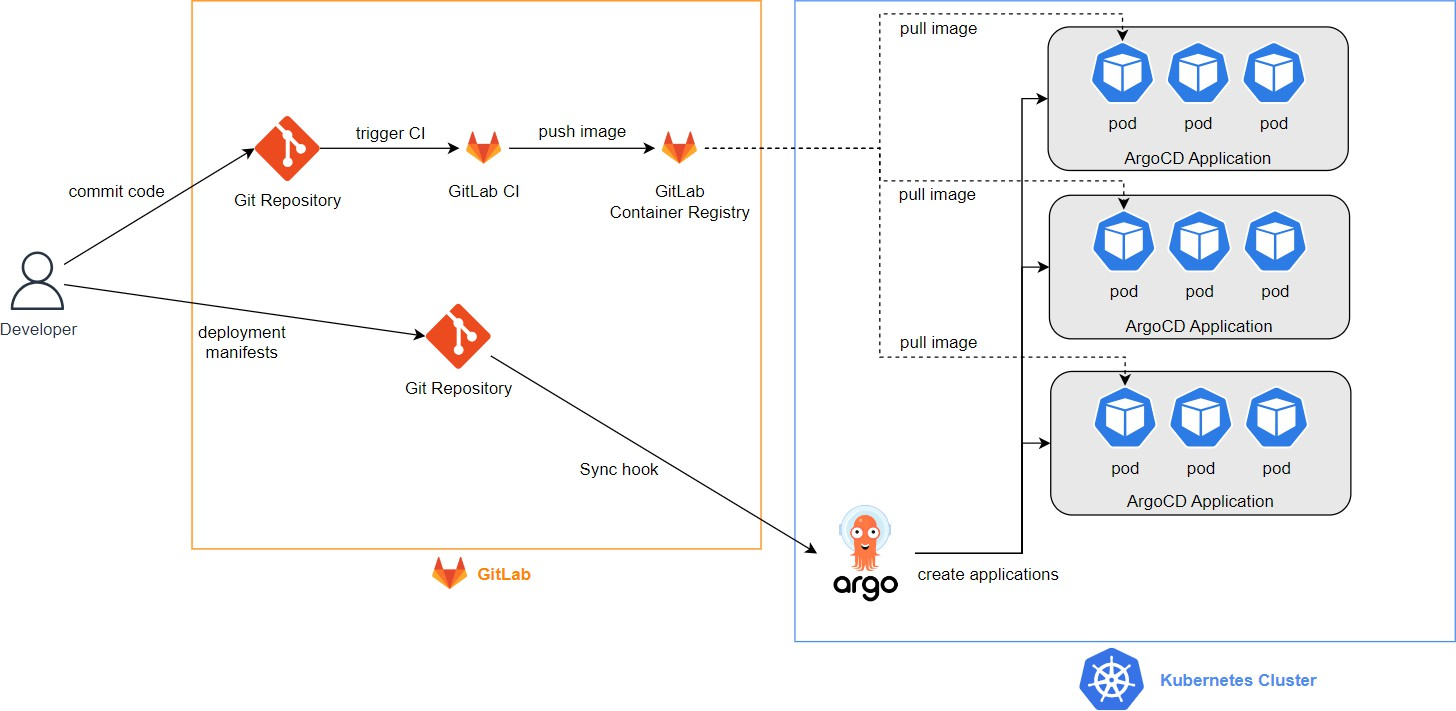 pull image
pod
pod
pod
ArgoCD Application
trigger CI
push image
commit code
Git Repository
GitLab CI
GitLab
Container Registry
pull image
pod
pod
pod
ArgoCD Application
Developer
deployment
manifests
Git Repository
pull image
pod
pod
pod
ArgoCD Application
Sync hook
argo
create applications
GitLab
Kubernetes Cluster